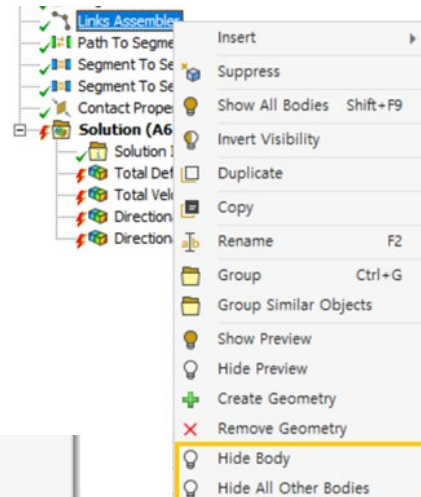 Links Assembler
Path To Segme
Segment To Se
Segment To Se
Contact Prope
Solution (A6
Solution I
Total Def
Total Velo
Direction
Direction
Insert
Suppress
Show All Bodies Shift+F9
Invert Visibility
Duplicate
Copy
Rename F2
Group Ctrl+G
Group Similar Objects
Show Preview
Hide Preview
Create Geometry
Remove Geometry
Hide Body
Hide All Other Bodies